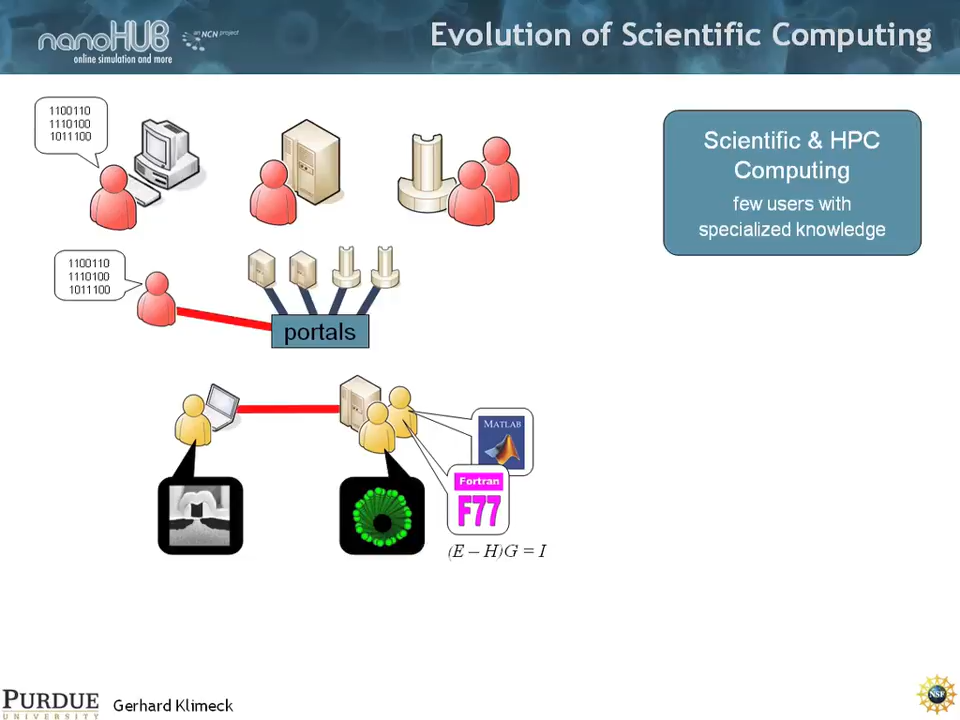 nanoHUB
an NCN project
online simulation and more
Evolution of Scientific Computing
1100110
1110100
1011100
Scientific & HPC
Computing
few users with
specialized knowledge
1100110
1110100
1011100
portals
MATLAB
Fortran
F77
(E – H)G = I
PURDUE
UNIVERSITY
Gerhard Klimeck
NSF